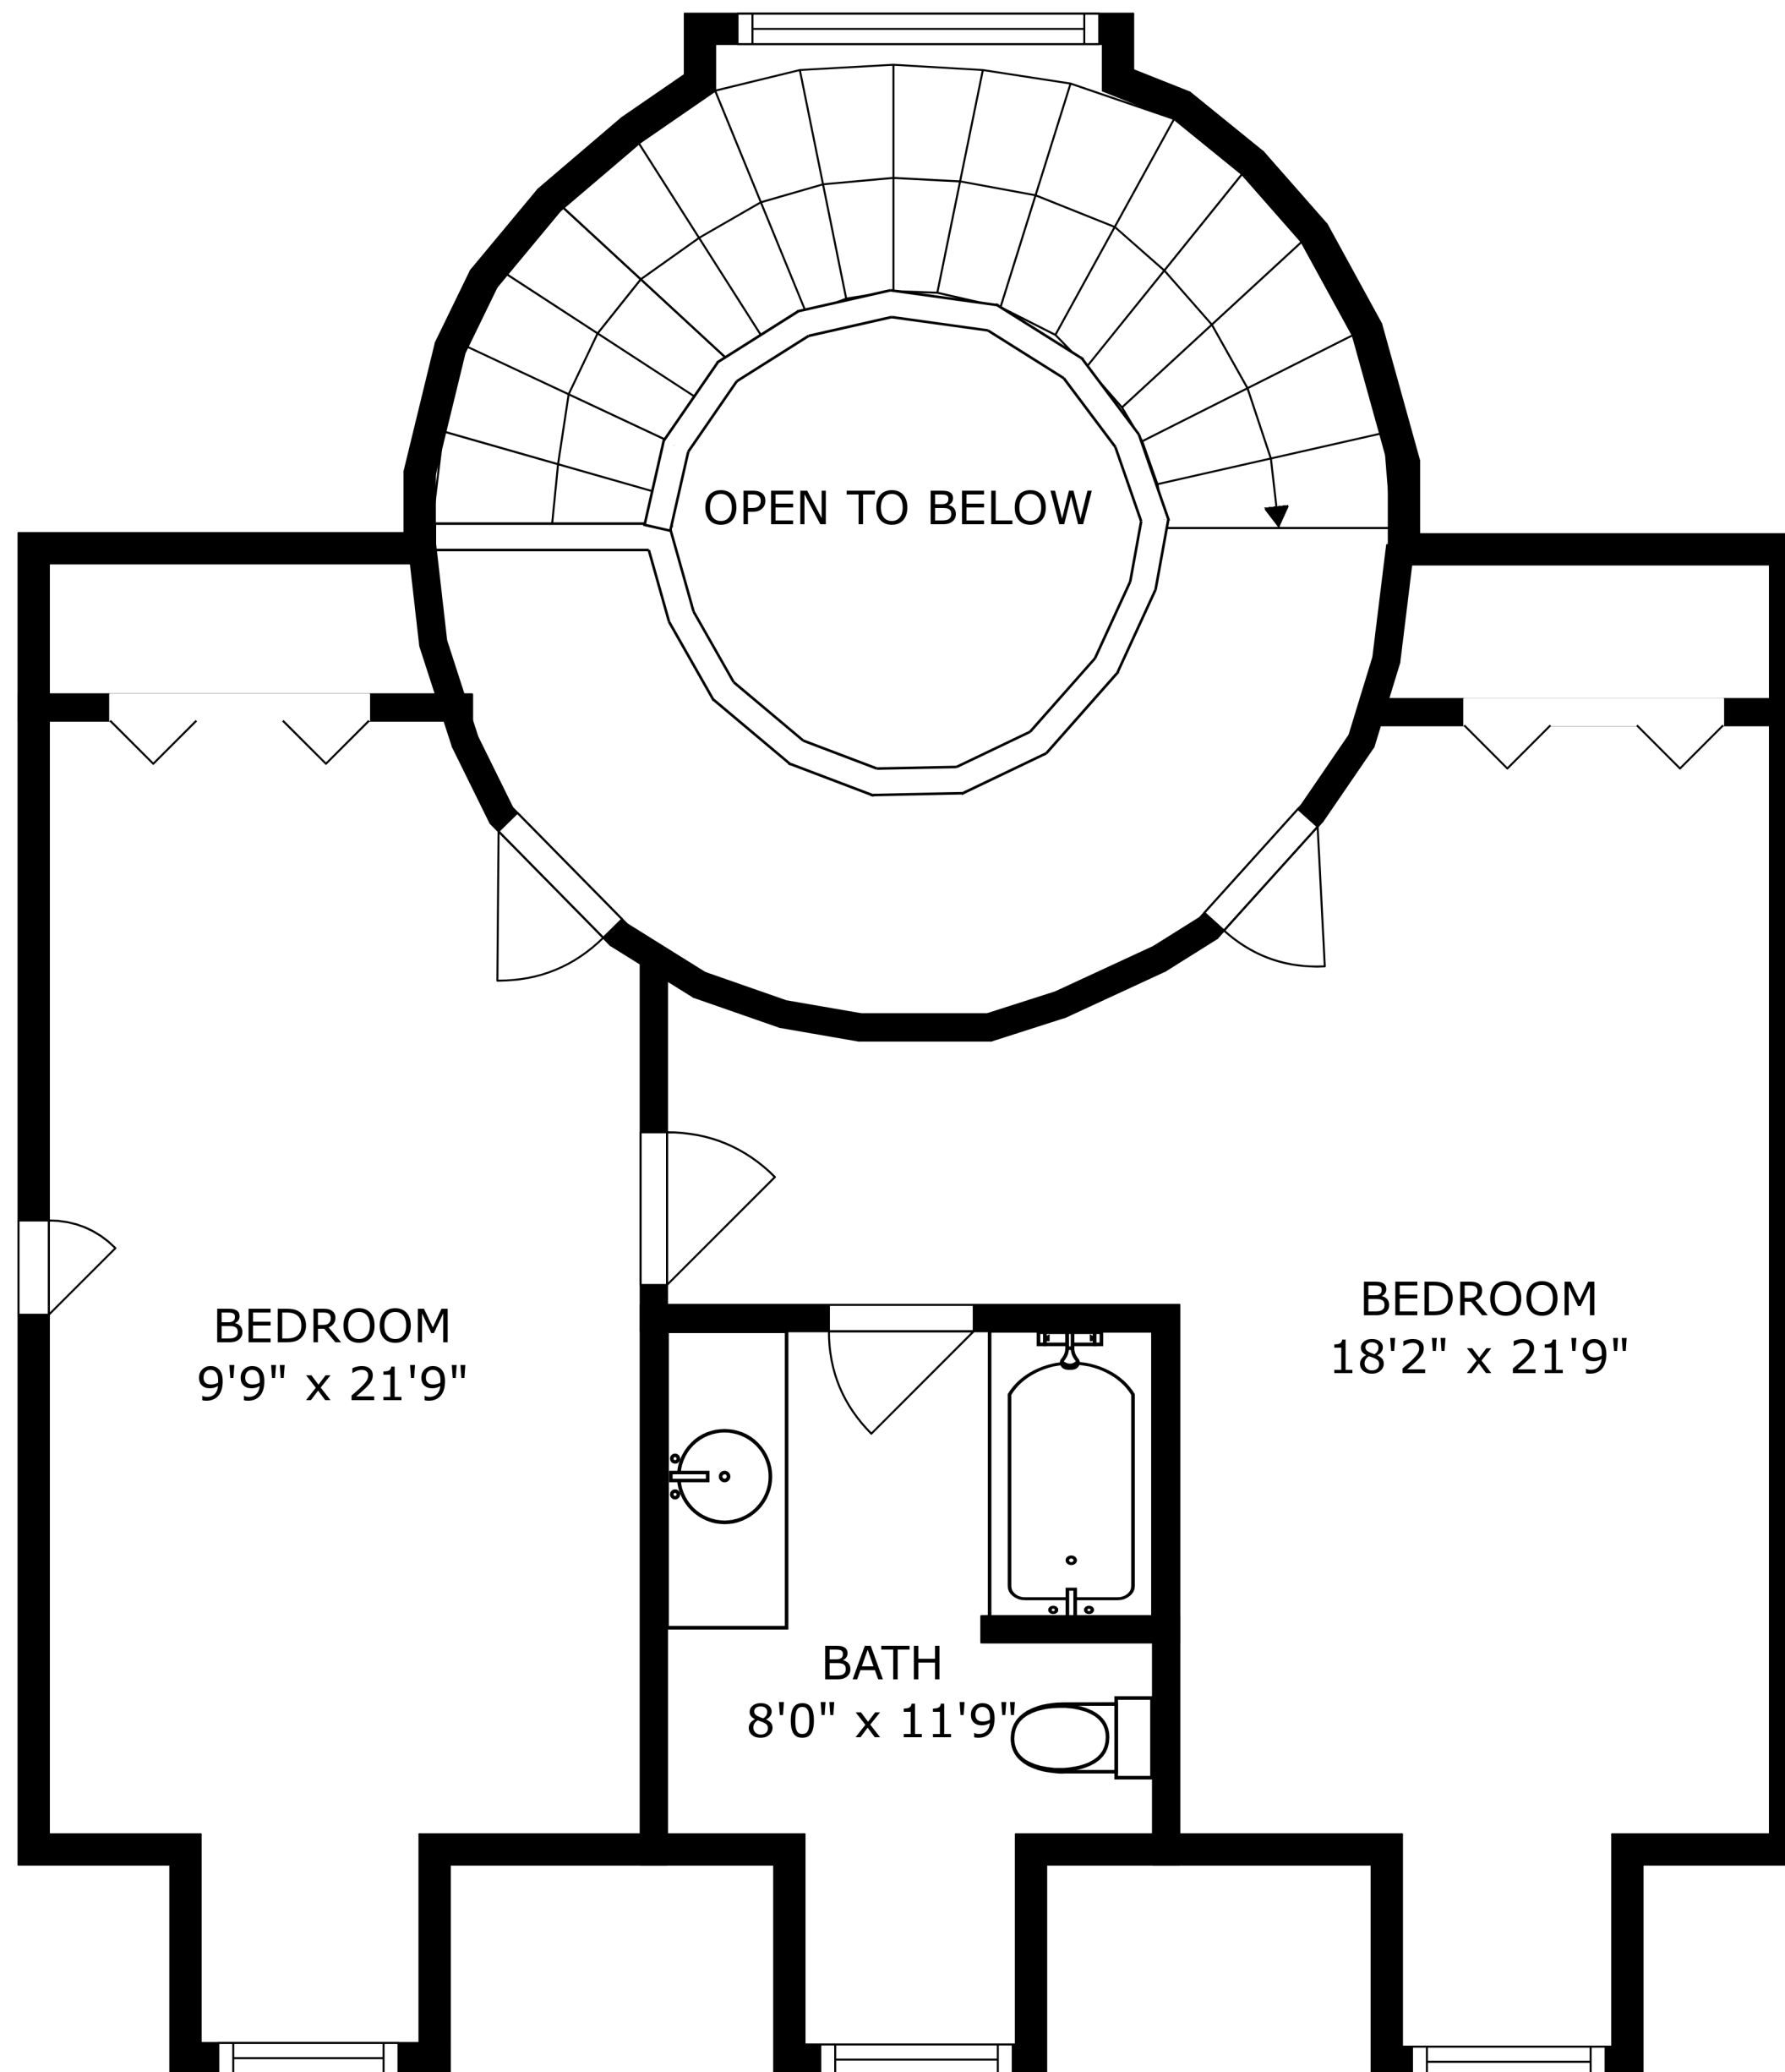 OPEN TO BELOW
BEDROOM
9'9" x 21'9"
BEDROOM
18'2" x 21'9"
BATH
8'0" x 11'9"